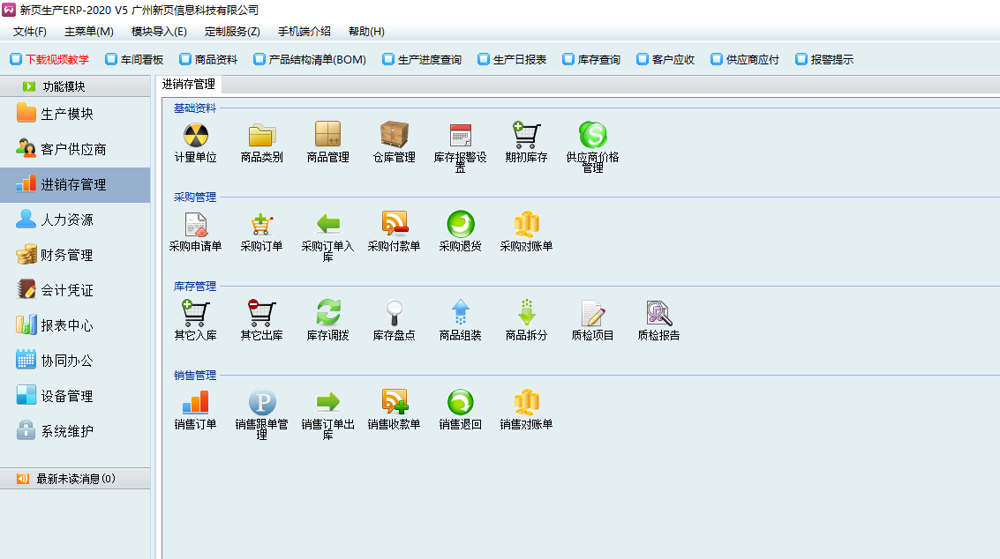 新页生产ERP-2020 V5 广州新页信息科技有限公司
文件(F) 主菜单(M) 模块导入(E) 定制服务(Z) 手机端介绍 帮助(H)
下载视频教学 车间看板 商品资料 产品结构清单(BOM) 生产进度查询 生产日报表 库存查询 客户应收 供应商应付 报警提示
功能模块
生产模块
客户供应商
进销存管理
人力资源
财务管理
会计凭证
报表中心
协同办公
设备管理
系统维护
最新未读消息(0)
进销存管理
基础资料
计量单位 商品类别 商品管理 仓库管理 库存报警设置 期初库存 供应商价格管理
采购管理
采购申请单 采购订单 采购订单入库 采购付款单 采购退货 采购对账单
库存管理
其它入库 其它出库 库存调拨 库存盘点 商品组装 商品拆分 质检项目 质检报告
销售管理
销售订单 销售跟单管理 销售订单出库 销售收款单 销售退回 销售对账单